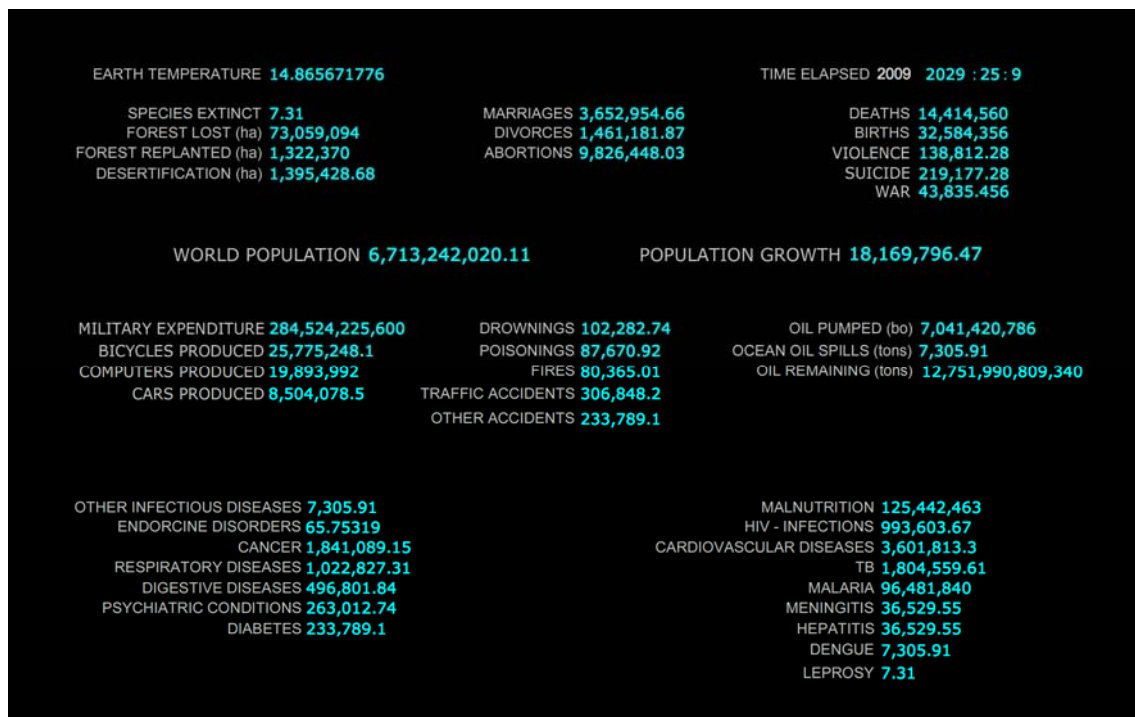 EARTH TEMPERATURE 14.865671776
TIME ELAPSED 2009 2029 : 25 : 9
SPECIES EXTINCT 7.31
FOREST LOST (ha) 73,059,094
FOREST REPLANTED (ha) 1,322,370
DESERTIFICATION (ha) 1,395,428.68
MARRIAGES 3,652,954.66
DIVORCES 1,461,181.87
ABORTIONS 9,826,448.03
DEATHS 14,414,560
BIRTHS 32,584,356
VIOLENCE 138,812.28
SUICIDE 219,177.28
WAR 43,835.456
WORLD POPULATION 6,713,242,020.11
POPULATION GROWTH 18,169,796.47
MILITARY EXPENDITURE 284,524,225,600
BICYCLES PRODUCED 25,775,248.1
COMPUTERS PRODUCED 19,893,992
CARS PRODUCED 8,504,078.5
DROWNINGS 102,282.74
POISONINGS 87,670.92
FIRES 80,365.01
TRAFFIC ACCIDENTS 306,848.2
OTHER ACCIDENTS 233,789.1
OIL PUMPED (bo) 7,041,420,786
OCEAN OIL SPILLS (tons) 7,305.91
OIL REMAINING (tons) 12,751,990,809,340
OTHER INFECTIOUS DISEASES 7,305.91
ENDORCINE DISORDERS 65.75319
CANCER 1,841,089.15
RESPIRATORY DISEASES 1,022,827.31
DIGESTIVE DISEASES 496,801.84
PSYCHIATRIC CONDITIONS 263,012.74
DIABETES 233,789.1
MALNUTRITION 125,442,463
HIV - INFECTIONS 993,603.67
CARDIOVASCULAR DISEASES 3,601,813.3
TB 1,804,559.61
MALARIA 96,481,840
MENINGITIS 36,529.55
HEPATITIS 36,529.55
DENGUE 7,305.91
LEPROSY 7.31